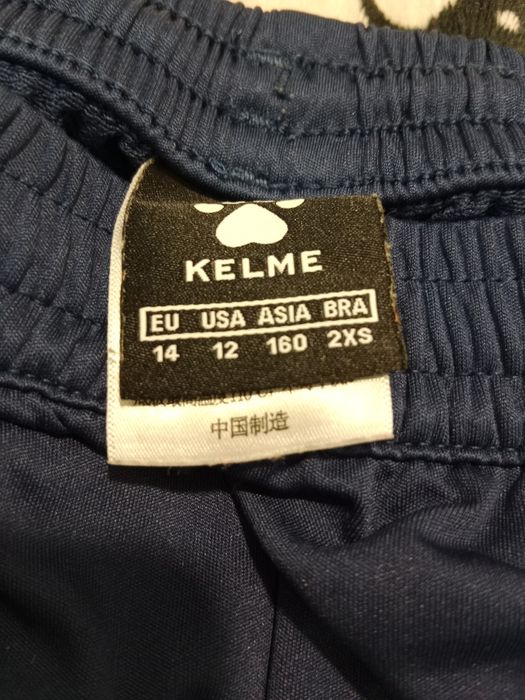 KELME
EU USA ASIA BRA
14 12 160 2XS
中国制造